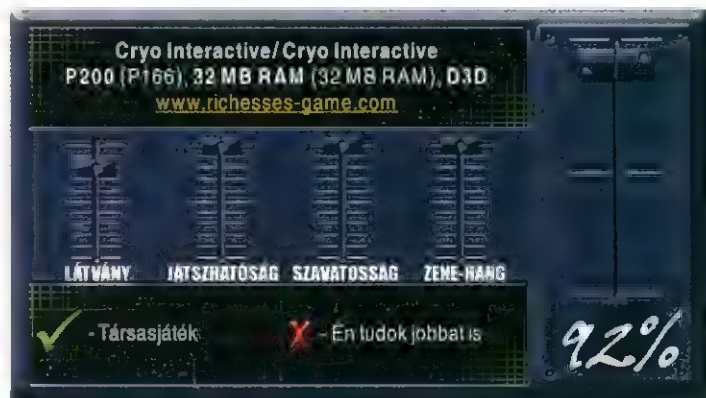 Cryo Interactive/Cryo Interactive
P200 (P166), 32 MB RAM (32 MB RAM), D3D
www.richesses-game.com
LÁTVÁNY JÁTSZHATÓSÁG SZAVATOSSÁG ZENE-HANG
- Társasjáték
- Én tudok jobbat is
92%